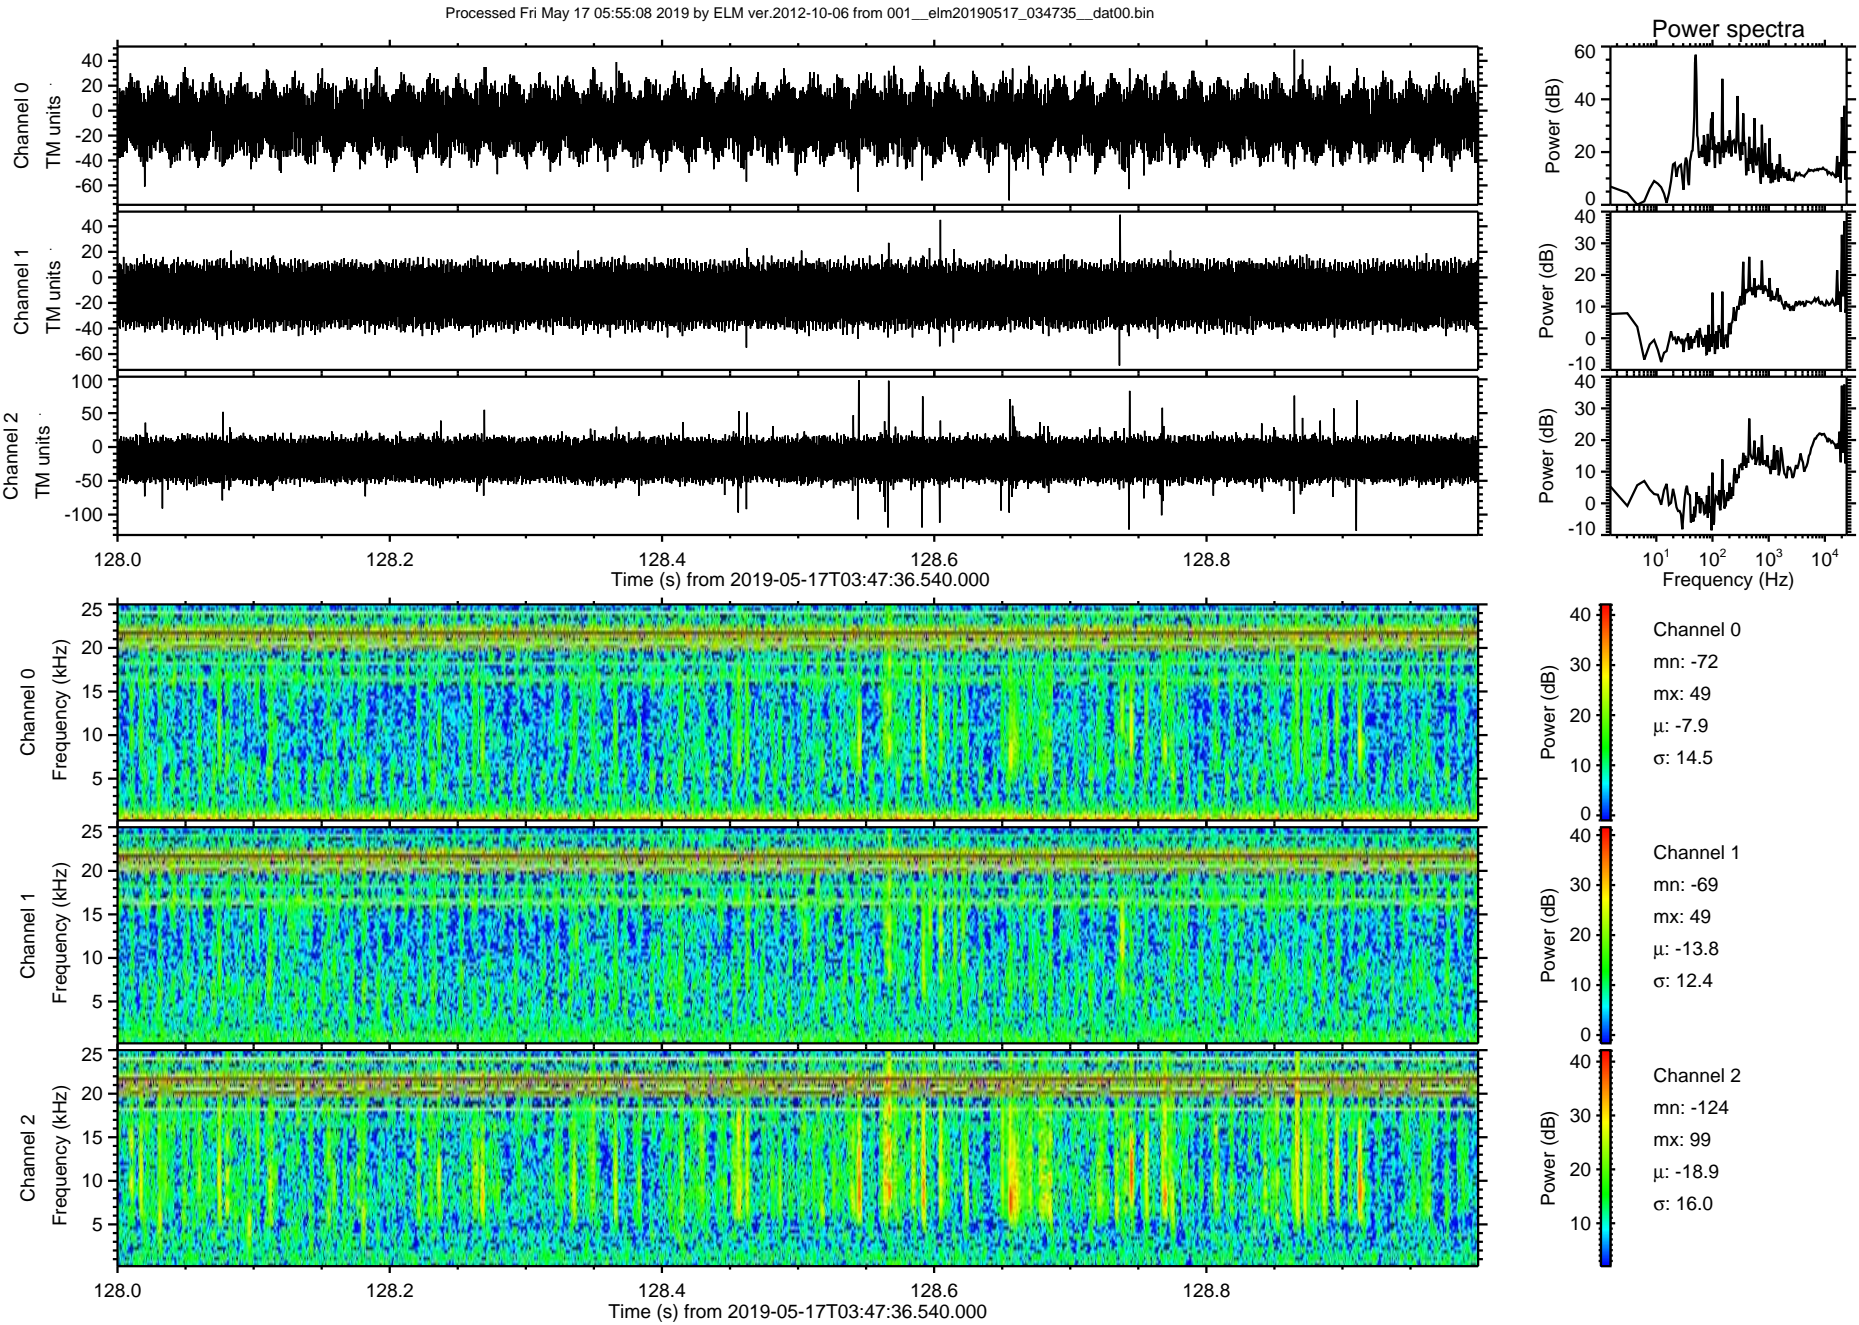 Processed Fri May 17 05:55:08 2019 by ELM ver.2012-10-06 from 001__elm20190517_034735__dat00.bin
Power spectra
Channel 0
TM units
40
20
0
-20
-40
-60
Power (dB)
60
40
20
0
Channel 1
TM units
40
20
0
-20
-40
-60
Power (dB)
40
30
20
10
0
-10
Channel 2
TM units
100
50
0
-50
-100
Power (dB)
40
30
20
10
0
-10
128.0 128.2 128.4 128.6 128.8
Time (s) from 2019-05-17T03:47:36.540.000
10^1 10^2 10^3 10^4
Frequency (Hz)
Channel 0
Frequency (kHz)
25
20
15
10
5
Power (dB)
40
30
20
10
0
Channel 0
mn: -72
mx: 49
μ: -7.9
σ: 14.5
Channel 1
Frequency (kHz)
25
20
15
10
5
Power (dB)
40
30
20
10
0
Channel 1
mn: -69
mx: 49
μ: -13.8
σ: 12.4
Channel 2
Frequency (kHz)
25
20
15
10
5
Power (dB)
40
30
20
10
Channel 2
mn: -124
mx: 99
μ: -18.9
σ: 16.0
128.0 128.2 128.4 128.6 128.8
Time (s) from 2019-05-17T03:47:36.540.000